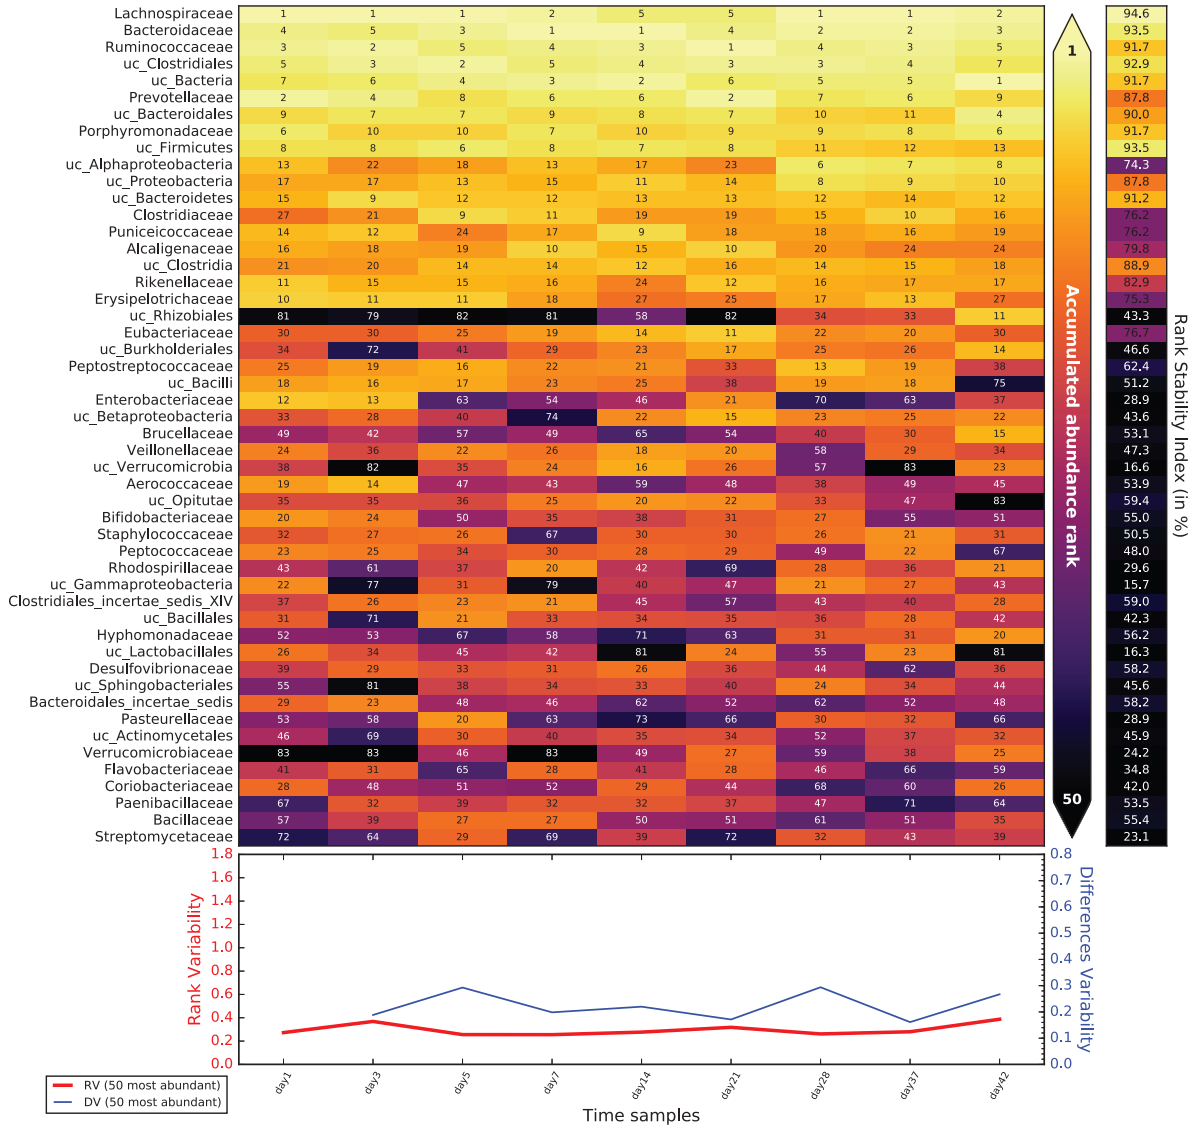 Lachnospiraceae 1 1 1 2 5 5 1 1 2 94.6
Bacteroidaceae 4 5 3 1 1 4 2 2 3 93.5
Ruminococcaceae 3 2 5 4 3 1 4 3 5 91.7
uc_Clostridiales 5 3 2 5 4 3 3 4 7 92.9
uc_Bacteria 7 6 4 3 2 6 5 5 1 91.7
Prevotellaceae 2 4 8 6 6 2 7 6 9 87.8
uc_Bacteroidales 9 7 7 9 8 7 10 11 4 90.0
Porphyromonadaceae 6 10 10 7 10 9 9 8 6 91.7
uc_Firmicutes 8 8 6 8 7 8 11 12 13 93.5
uc_Alphaproteobacteria 13 22 18 13 17 23 6 7 8 74.3
uc_Proteobacteria 17 17 13 15 11 14 8 9 10 87.8
uc_Bacteroidetes 15 9 12 12 13 13 12 14 12 91.2
Clostridiaceae 27 21 9 11 19 19 15 10 16 76.2
Puniceicoccaceae 14 12 24 17 9 18 18 16 19 76.2
Alcaligenaceae 16 18 19 10 15 10 20 24 24 79.8
uc_Clostridia 21 20 14 14 12 16 14 15 18 88.9
Rikenellaceae 11 15 15 16 24 12 16 17 17 82.9
Erysipelotrichaceae 10 11 11 18 27 25 17 13 27 75.3
uc_Rhizobiales 81 79 82 81 58 82 34 33 11 43.3
Eubacteriaceae 30 30 25 19 14 11 22 20 30 76.7
uc_Burkholderiales 34 72 41 29 23 17 25 26 14 46.6
Peptostreptococcaceae 25 19 16 22 21 33 13 19 38 62.4
uc_Bacilli 18 16 17 23 25 38 19 18 75 51.2
Enterobacteriaceae 12 13 63 54 46 21 70 63 37 28.9
uc_Betaproteobacteria 33 28 40 74 22 15 23 25 22 43.6
Brucellaceae 49 42 57 49 65 54 40 30 15 53.1
Veillonellaceae 24 36 22 26 18 20 58 29 34 47.3
uc_Verrucomicrobia 38 82 35 24 16 26 57 83 23 16.6
Aerococcaceae 19 14 47 43 59 48 38 49 45 53.9
uc_Opitutae 35 35 36 25 20 22 33 47 83 59.4
Bifidobacteriaceae 20 24 50 35 38 31 27 55 51 55.0
Staphylococcaceae 32 27 26 67 30 30 26 21 31 50.5
Peptococcaceae 23 25 34 30 28 29 49 22 67 48.0
Rhodospirillaceae 43 61 37 20 42 69 28 36 21 29.6
uc_Gammaproteobacteria 22 77 31 79 40 47 21 27 43 15.7
Clostridiales_incertae_sedis_XIV 37 26 23 21 45 57 43 40 28 59.0
uc_Bacillales 31 71 21 33 34 35 36 28 42 42.3
Hyphomonadaceae 52 53 67 58 71 63 31 31 20 56.2
uc_Lactobacillales 26 34 45 42 81 24 55 23 81 16.3
Desulfovibrionaceae 39 29 33 31 26 36 44 62 36 58.2
uc_Sphingobacteriales 55 81 38 34 33 40 24 34 44 45.6
Bacteroidales_incertae_sedis 29 23 48 46 62 52 62 52 48 58.2
Pasteurellaceae 53 58 20 63 73 66 30 32 66 28.9
uc_Actinomycetales 46 69 30 40 35 34 52 37 32 45.9
Verrucomicrobiaceae 83 83 46 83 49 27 59 38 25 24.2
Flavobacteriaceae 41 31 65 28 41 28 46 66 59 34.8
Coriobacteriaceae 28 48 51 52 29 44 68 60 26 42.0
Paenibacillaceae 67 32 39 32 32 37 47 71 64 53.5
Bacillaceae 57 39 27 27 50 51 61 51 35 55.4
Streptomycetaceae 72 64 29 69 39 72 32 43 39 23.1
1
Accumulated abundance rank
50
Rank Stability Index (in %)
Rank Variability
1.8
1.6
1.4
1.2
1.0
0.8
0.6
0.4
0.2
0.0
0.8
0.7
0.6
0.5
0.4
0.3
0.2
0.1
0.0
Differences Variability
day1 day3 day5 day7 day14 day21 day28 day37 day42
Time samples
RV (50 most abundant)
DV (50 most abundant)